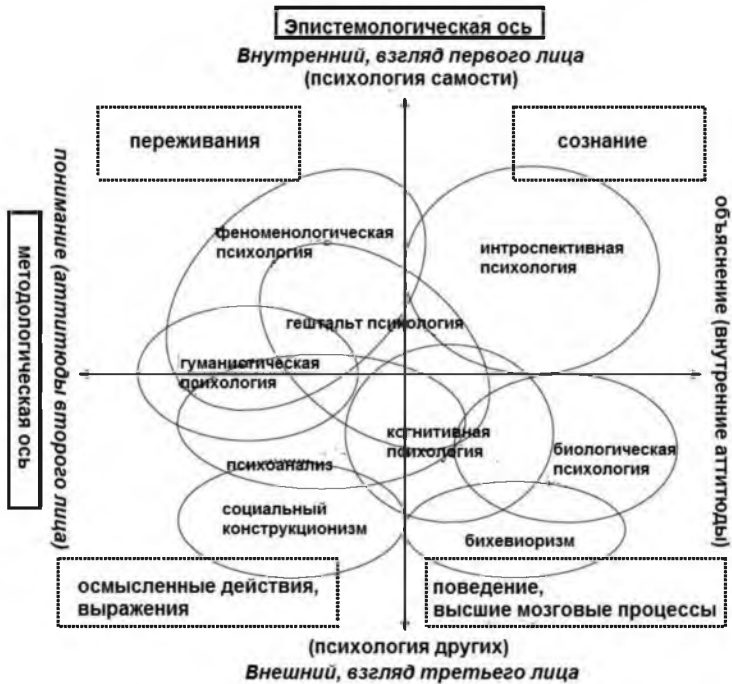 Эпистемологическая ось
Внутренний, взгляд первого лица
(психология самости)
переживания
сознание
методологическая ось
понимание (аттитюды второго лица)
объяснение (внутренние аттитюды)
феноменологическая
психология
интроспективная
психология
гештальт психология
гуманистическая
психология
когнитивная
психология
биологическая
психология
психоанализ
социальный
конструкционизм
бихевиоризм
осмысленные действия,
выражения
поведение,
высшие мозговые процессы
(психология других)
Внешний, взгляд третьего лица